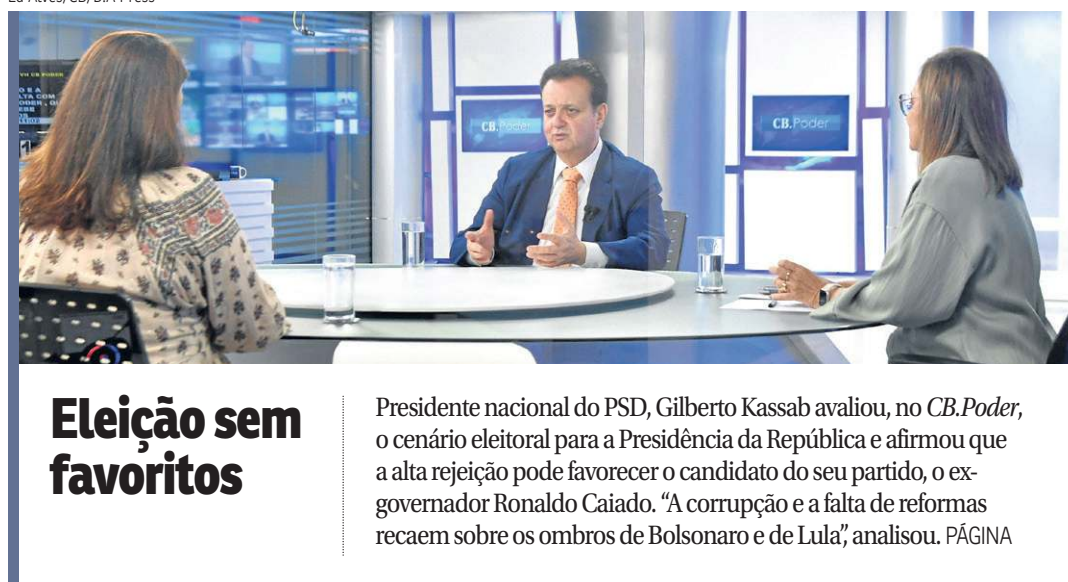 CB.Poder
CB.Poder
Eleição sem
favoritos
Presidente nacional do PSD, Gilberto Kassab avaliou, no CB.Poder,
o cenário eleitoral para a Presidência da República e afirmou que
a alta rejeição pode favorecer o candidato do seu partido, o ex-
governador Ronaldo Caiado. “A corrupção e a falta de reformas
recaem sobre os ombros de Bolsonaro e de Lula”, analisou. PÁGINA